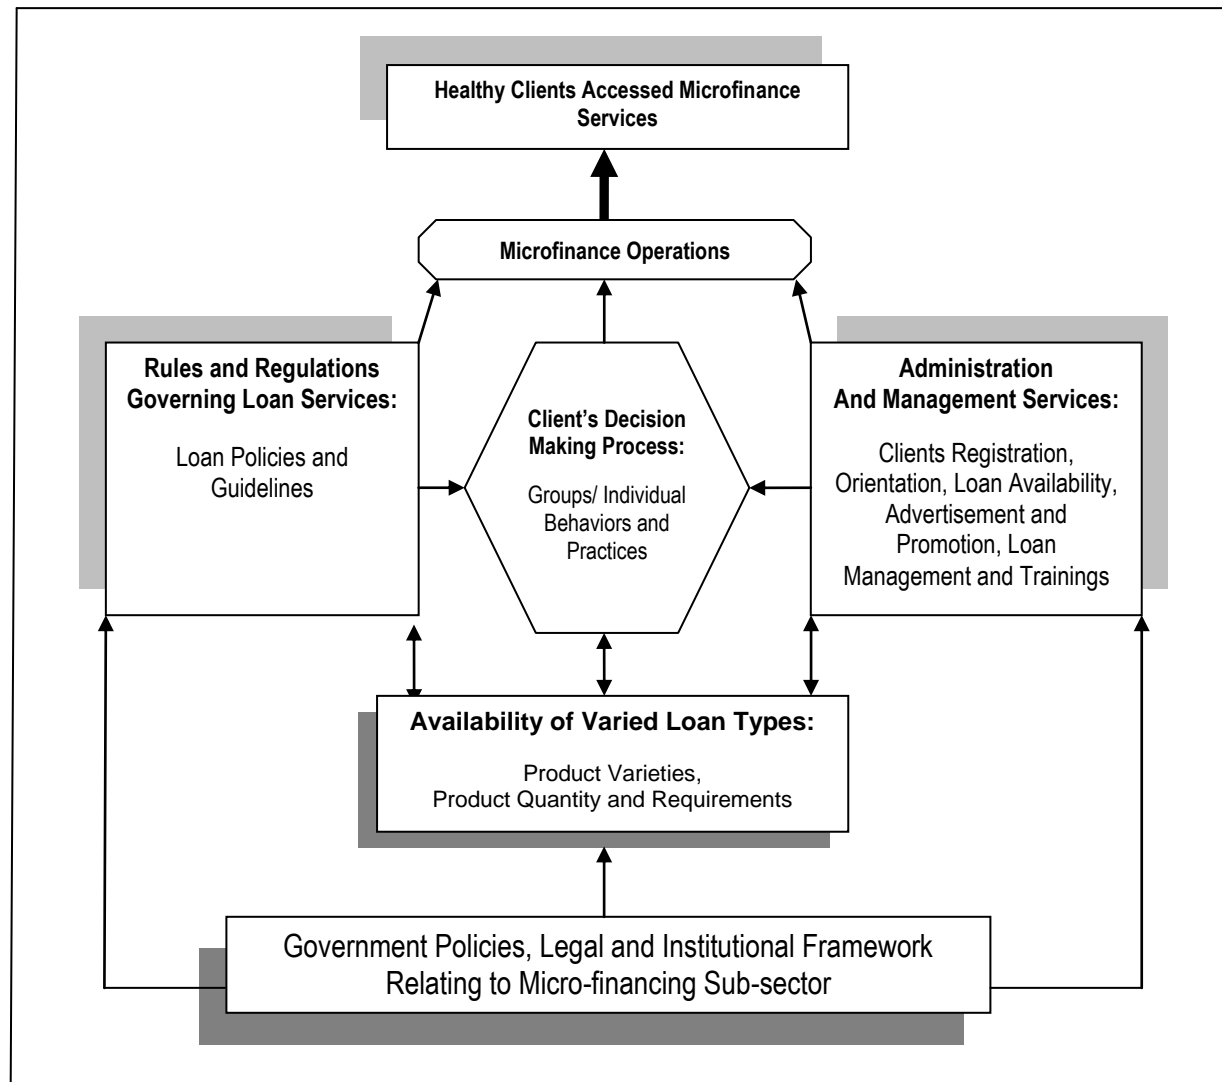 Healthy Clients Accessed Microfinance
Services
Microfinance Operations
Rules and Regulations
Governing Loan Services:
Loan Policies and
Guidelines
Client’s Decision
Making Process:
Groups/ Individual
Behaviors and
Practices
Administration
And Management Services:
Clients Registration,
Orientation, Loan Availability,
Advertisement and
Promotion, Loan
Management and Trainings
Availability of Varied Loan Types:
Product Varieties,
Product Quantity and Requirements
Government Policies, Legal and Institutional Framework
Relating to Micro-financing Sub-sector